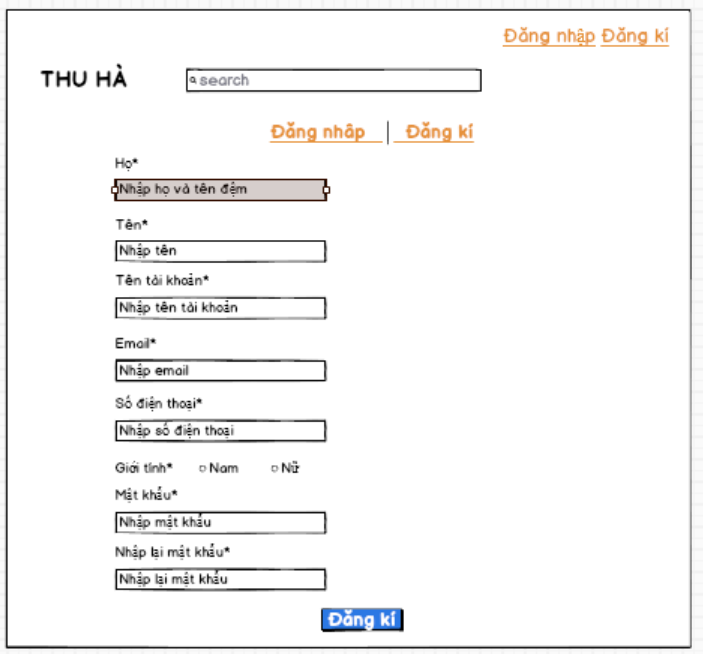 Đăng nhập Đăng kí
THU HÀ search
Đăng nhâp | Đăng kí
Họ*
Nhập họ và tên đệm
Tên*
Nhập tên
Tên tài khoản*
Nhập tên tài khoản
Email*
Nhập email
Số điện thoại*
Nhập số điện thoại
Giới tính* Nam Nữ
Mật khẩu*
Nhập mật khẩu
Nhập lại mật khẩu*
Nhập lại mật khẩu
Đăng kí